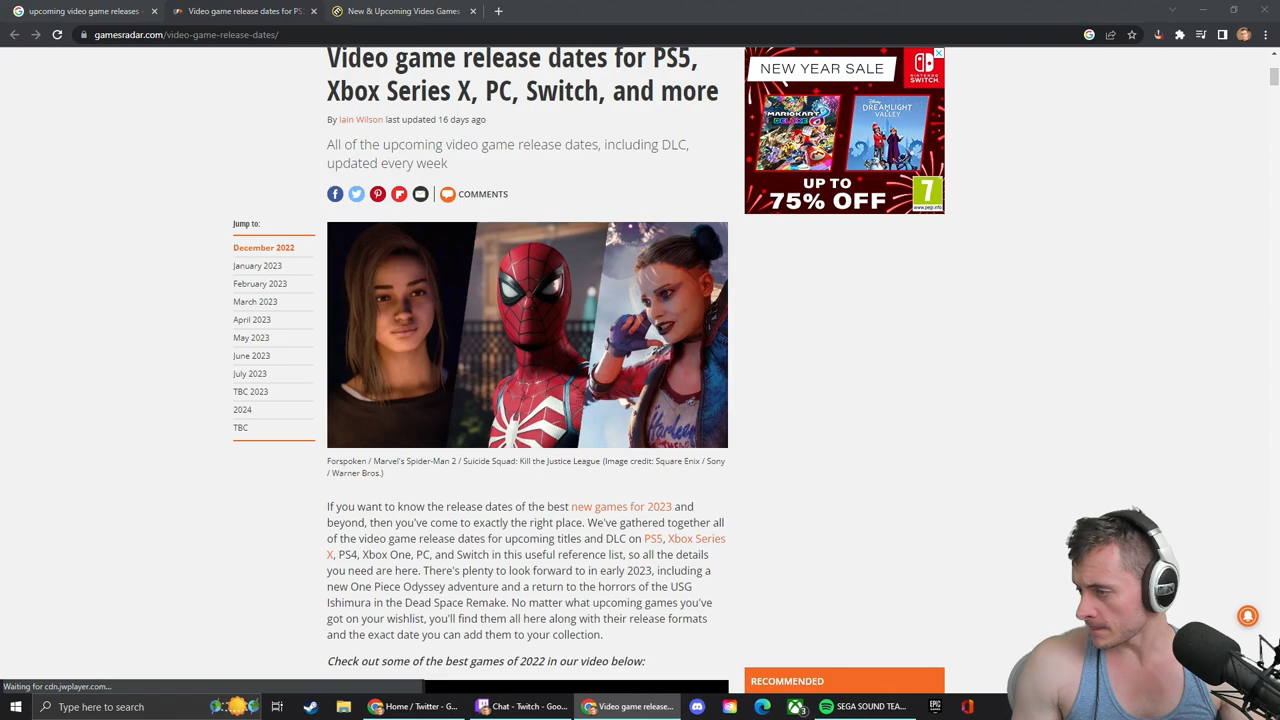 upcoming video game releases -
Video game release dates for PS:
New & Upcoming Video Games
gamesradar.com/video-game-release-dates/
Video game release dates for PS5,
Xbox Series X, PC, Switch, and more
By Iain Wilson last updated 16 days ago
All of the upcoming video game release dates, including DLC,
updated every week
COMMENTS
Jump to:
December 2022
January 2023
February 2023
March 2023
April 2023
May 2023
June 2023
July 2023
TBC 2023
2024
TBC
Forspoken / Marvel's Spider-Man 2 / Suicide Squad: Kill the Justice League (Image credit: Square Enix / Sony
/ Warner Bros.)
If you want to know the release dates of the best new games for 2023 and
beyond, then you've come to exactly the right place. We've gathered together all
of the video game release dates for upcoming titles and DLC on PS5, Xbox Series
X, PS4, Xbox One, PC, and Switch in this useful reference list, so all the details
you need are here. There's plenty to look forward to in early 2023, including a
new One Piece Odyssey adventure and a return to the horrors of the USG
Ishimura in the Dead Space Remake. No matter what upcoming games you've
got on your wishlist, you'll find them all here along with their release formats
and the exact date you can add them to your collection.
Check out some of the best games of 2022 in our video below:
NEW YEAR SALE
NINTENDO
SWITCH
MARIOKART
DELUXE 8
Disney
DREAMLIGHT
VALLEY
UP TO
75% OFF
7
www.pegi.info
RECOMMENDED
Waiting for cdn.jwplayer.com...
Type here to search
Home / Twitter - G...
Chat - Twitch - Goo...
Video game release...
3
SEGA SOUND TEA...
EPIC
GAMES